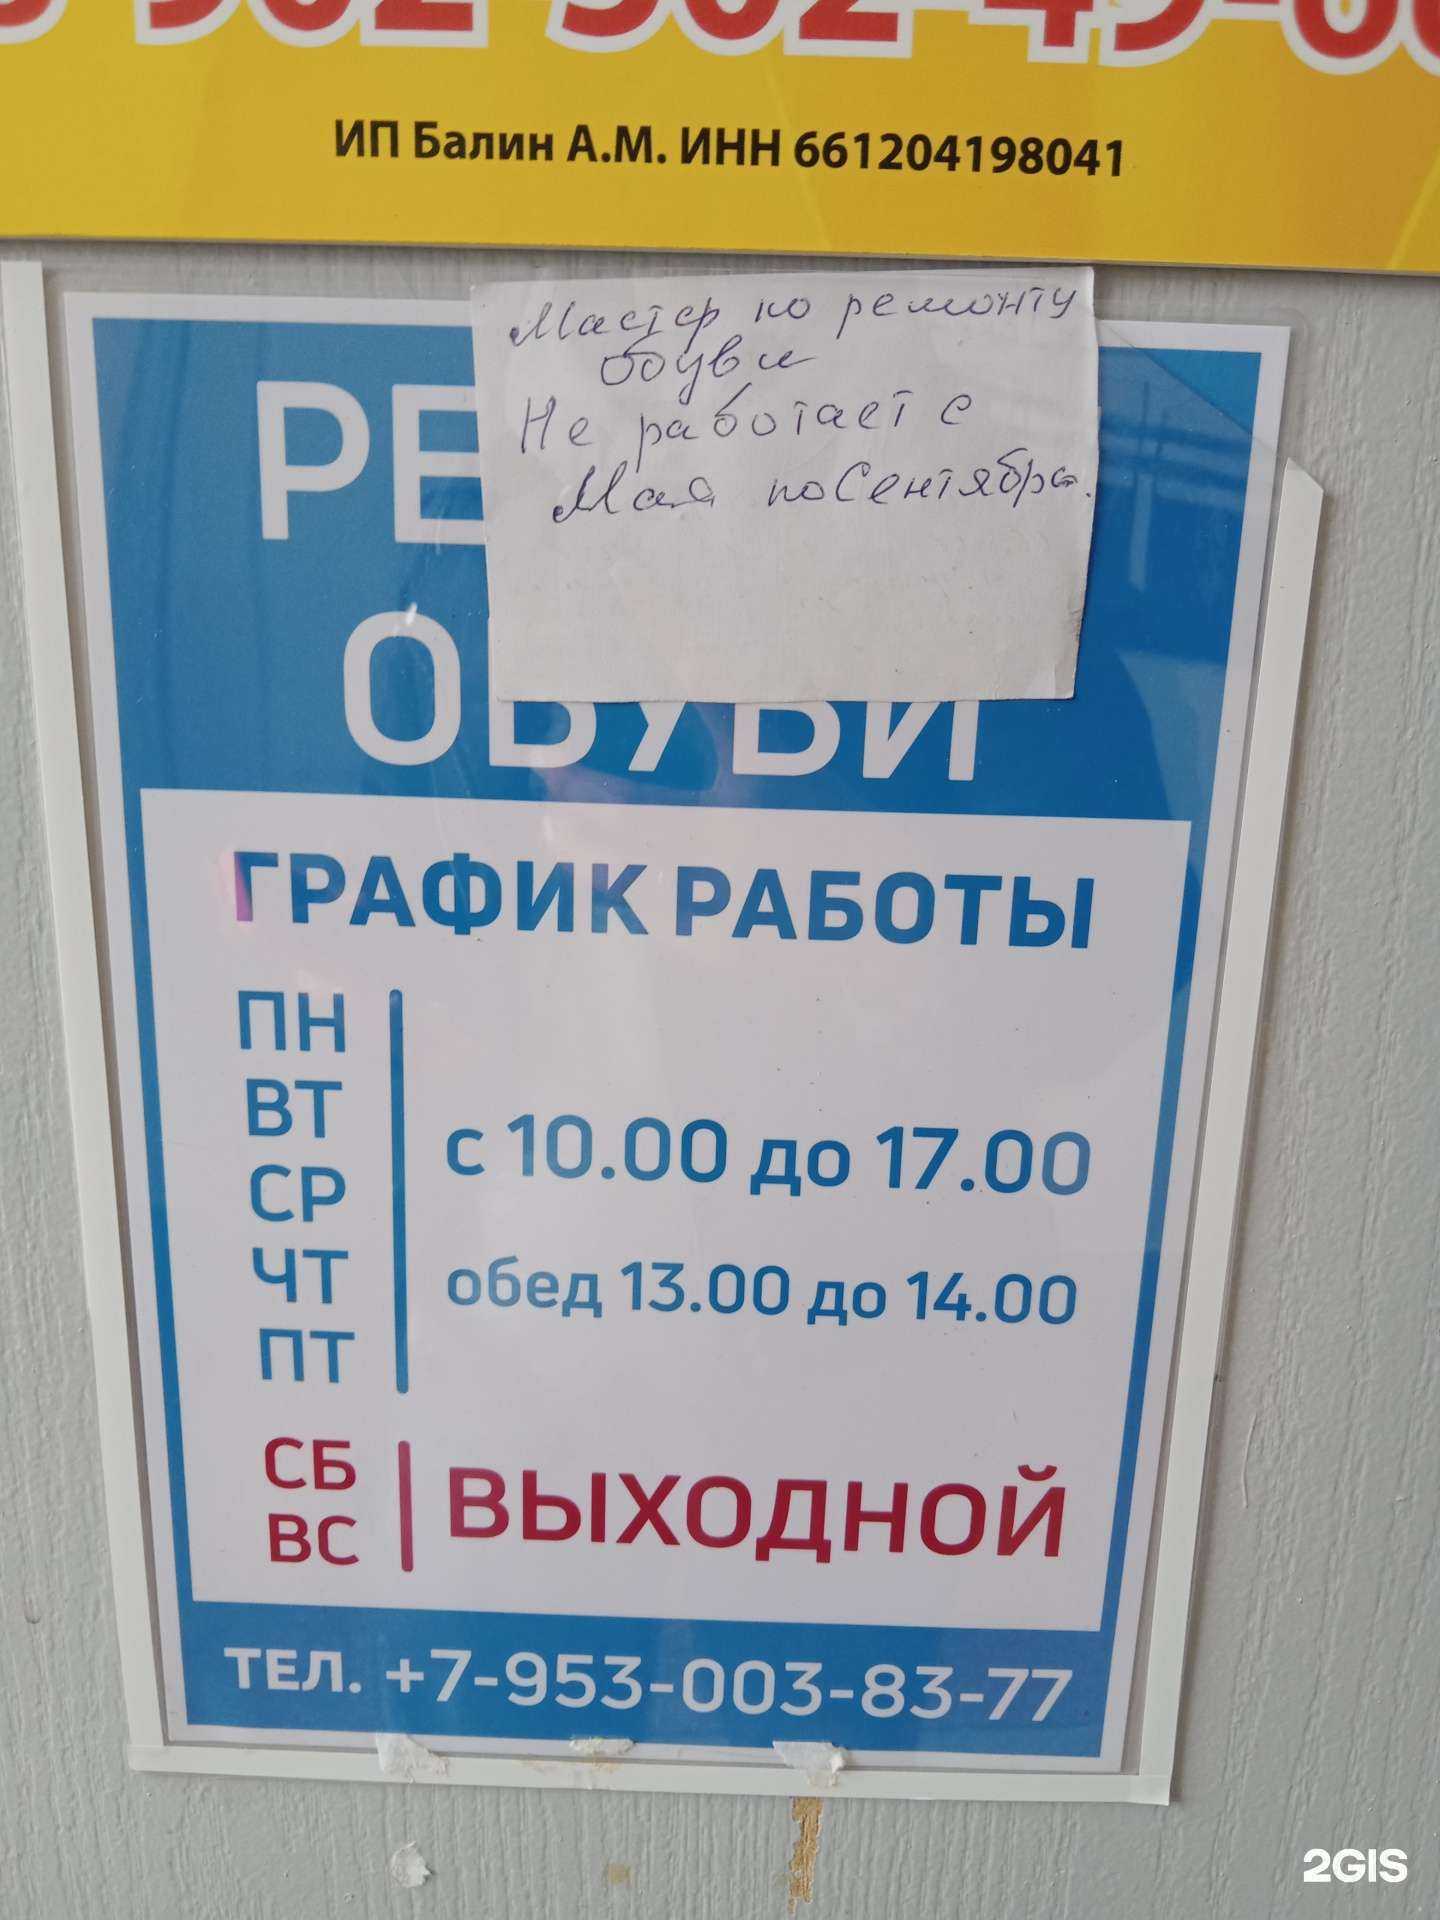 ИП Балин А.М. ИНН 661204198041
Мастер по ремонту
обуви
Не работает с
Мая по Сентябрь.
РЕ
ОБУВИ
ГРАФИК РАБОТЫ
ПН
ВТ
СР
ЧТ
ПТ
с 10.00 до 17.00
обед 13.00 до 14.00
СБ
ВС
ВЫХОДНОЙ
ТЕЛ. +7-953-003-83-77
2GIS